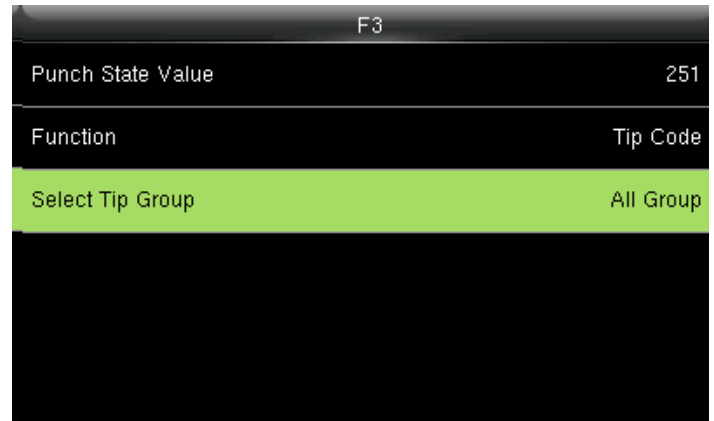 F3
Punch State Value 251
Function Tip Code
Select Tip Group All Group